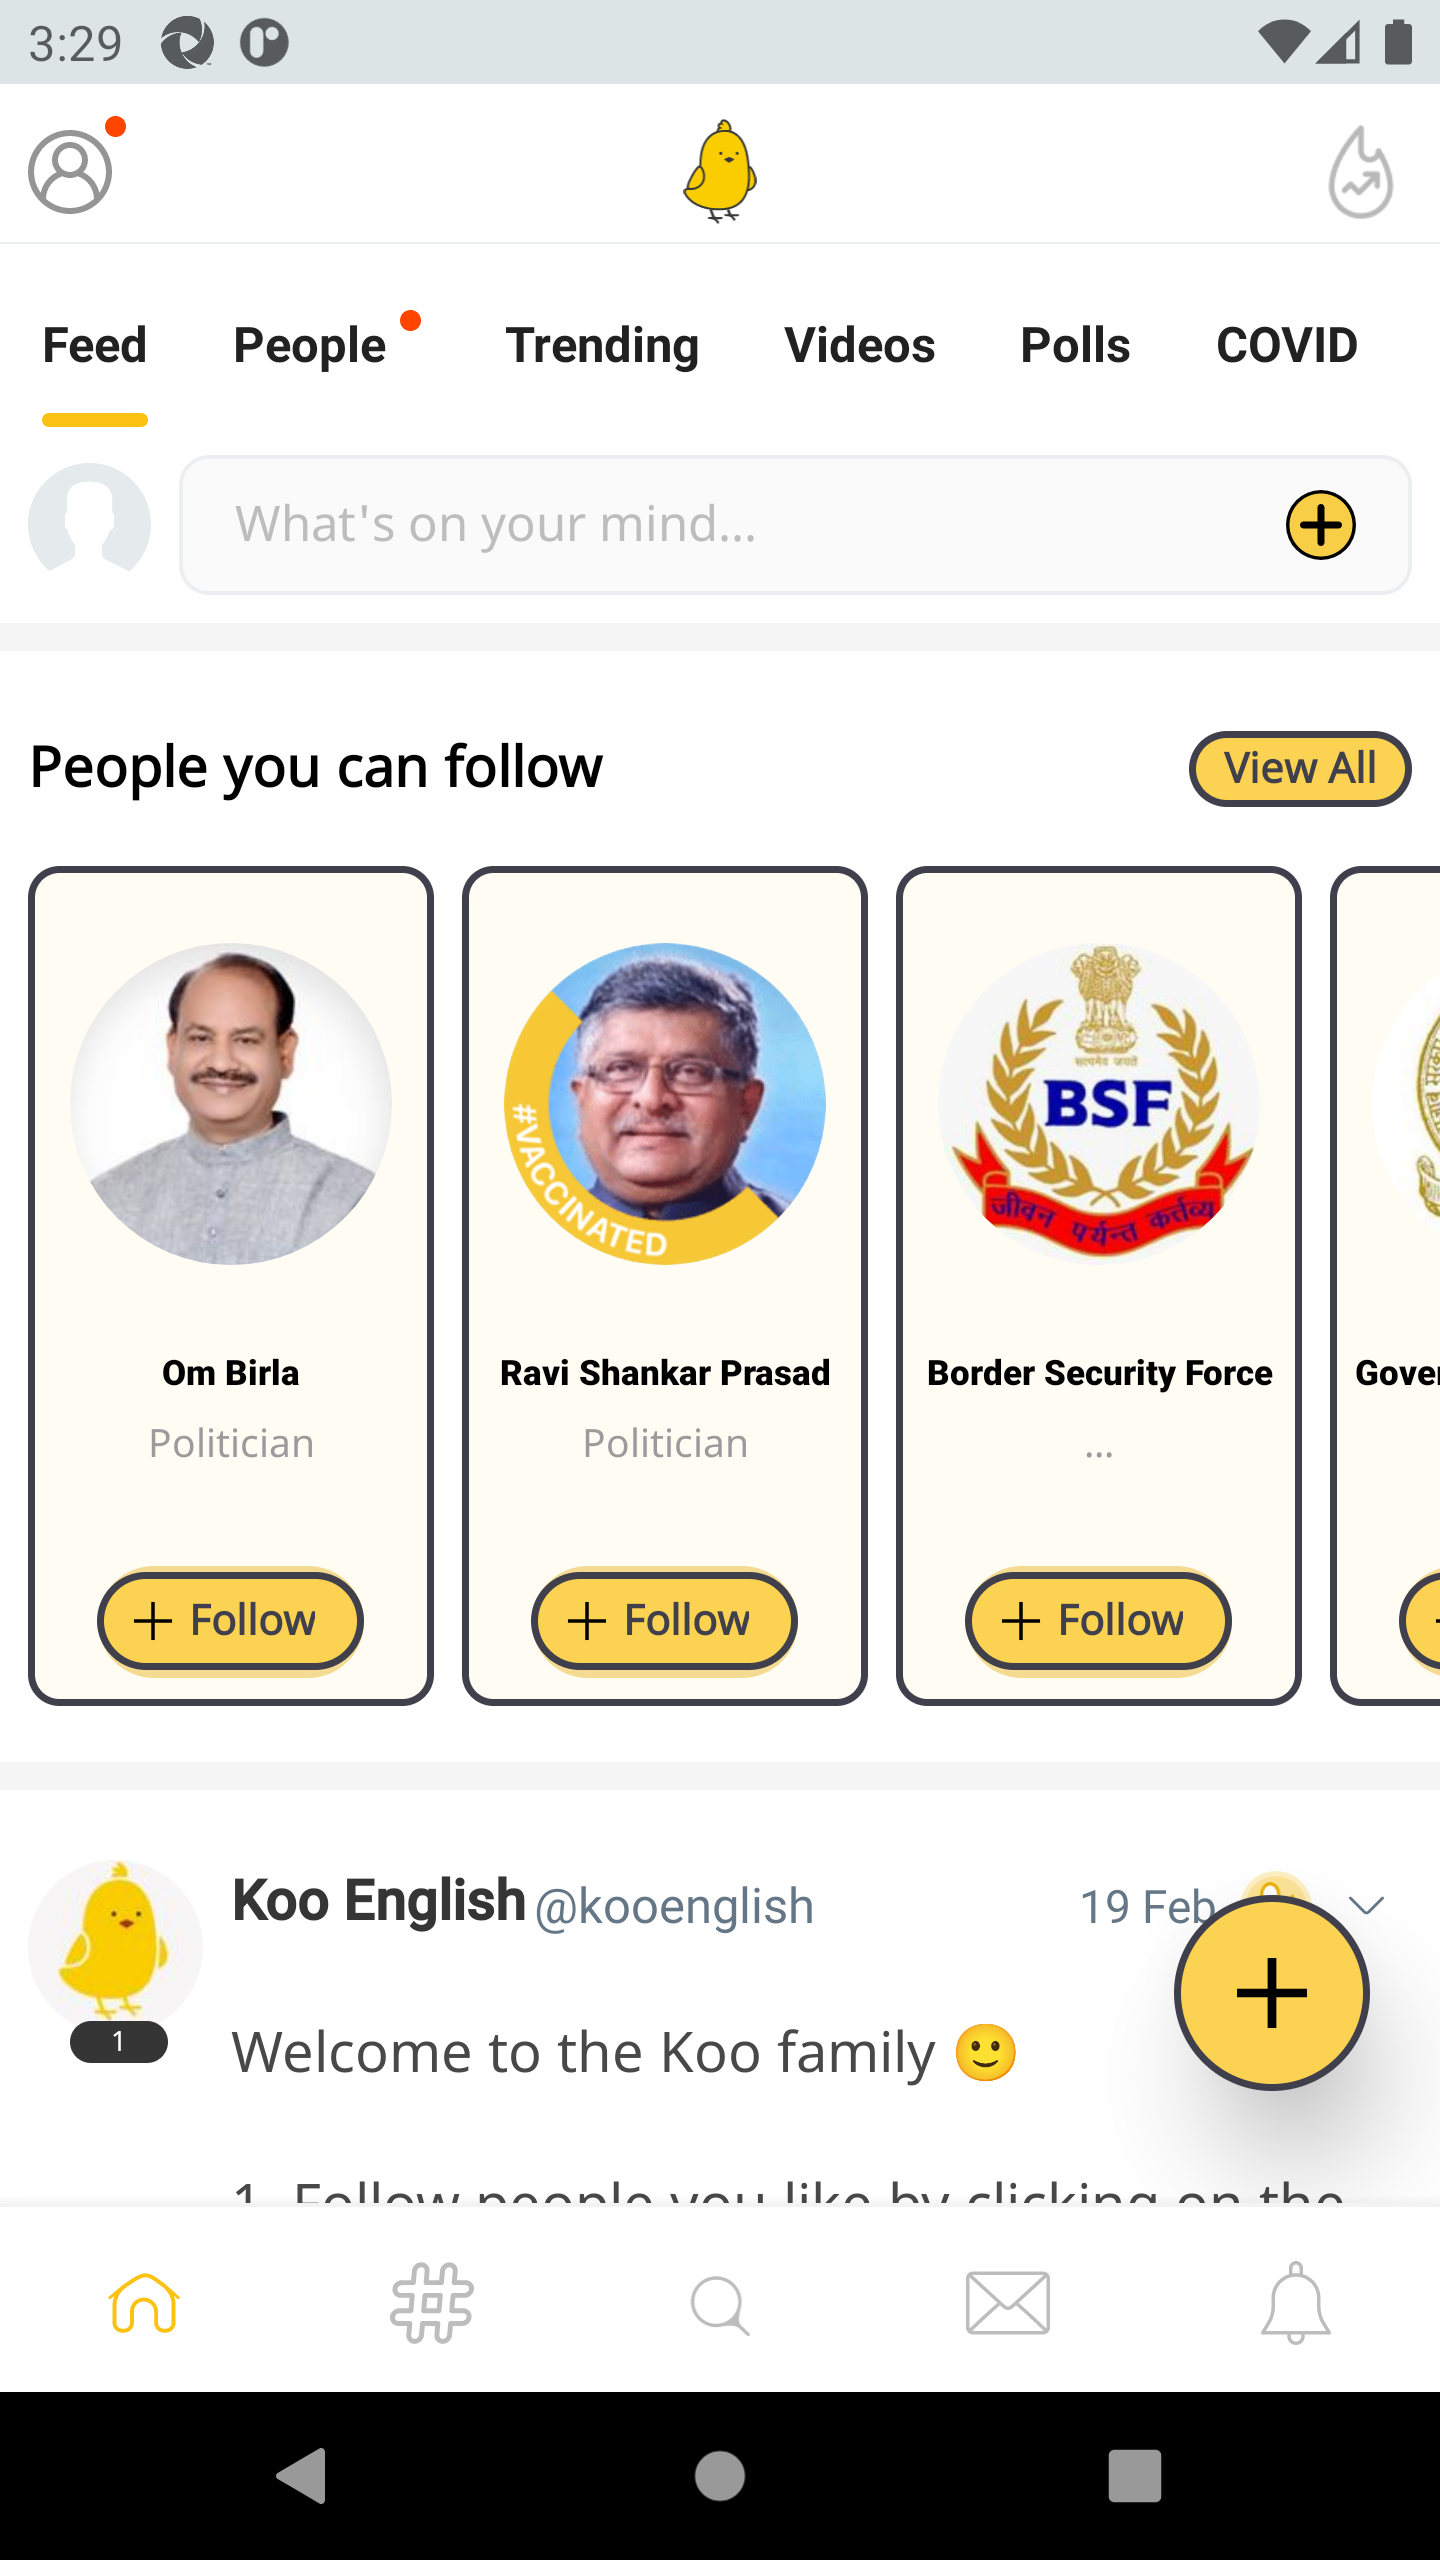 3:29
Feed People Trending Videos Polls COVID
What's on your mind...
People you can follow
View All
#VACCINATED
सत्यमेव जयते
BSF
जीवन पर्यन्त कर्त्तव्य
Om Birla
Ravi Shankar Prasad
Border Security Force
Politician
Politician
...
Follow
Follow
Follow
Koo English @kooenglish 19 Feb
1
Welcome to the Koo family 🙂
1. Follow people you like by clicking on the